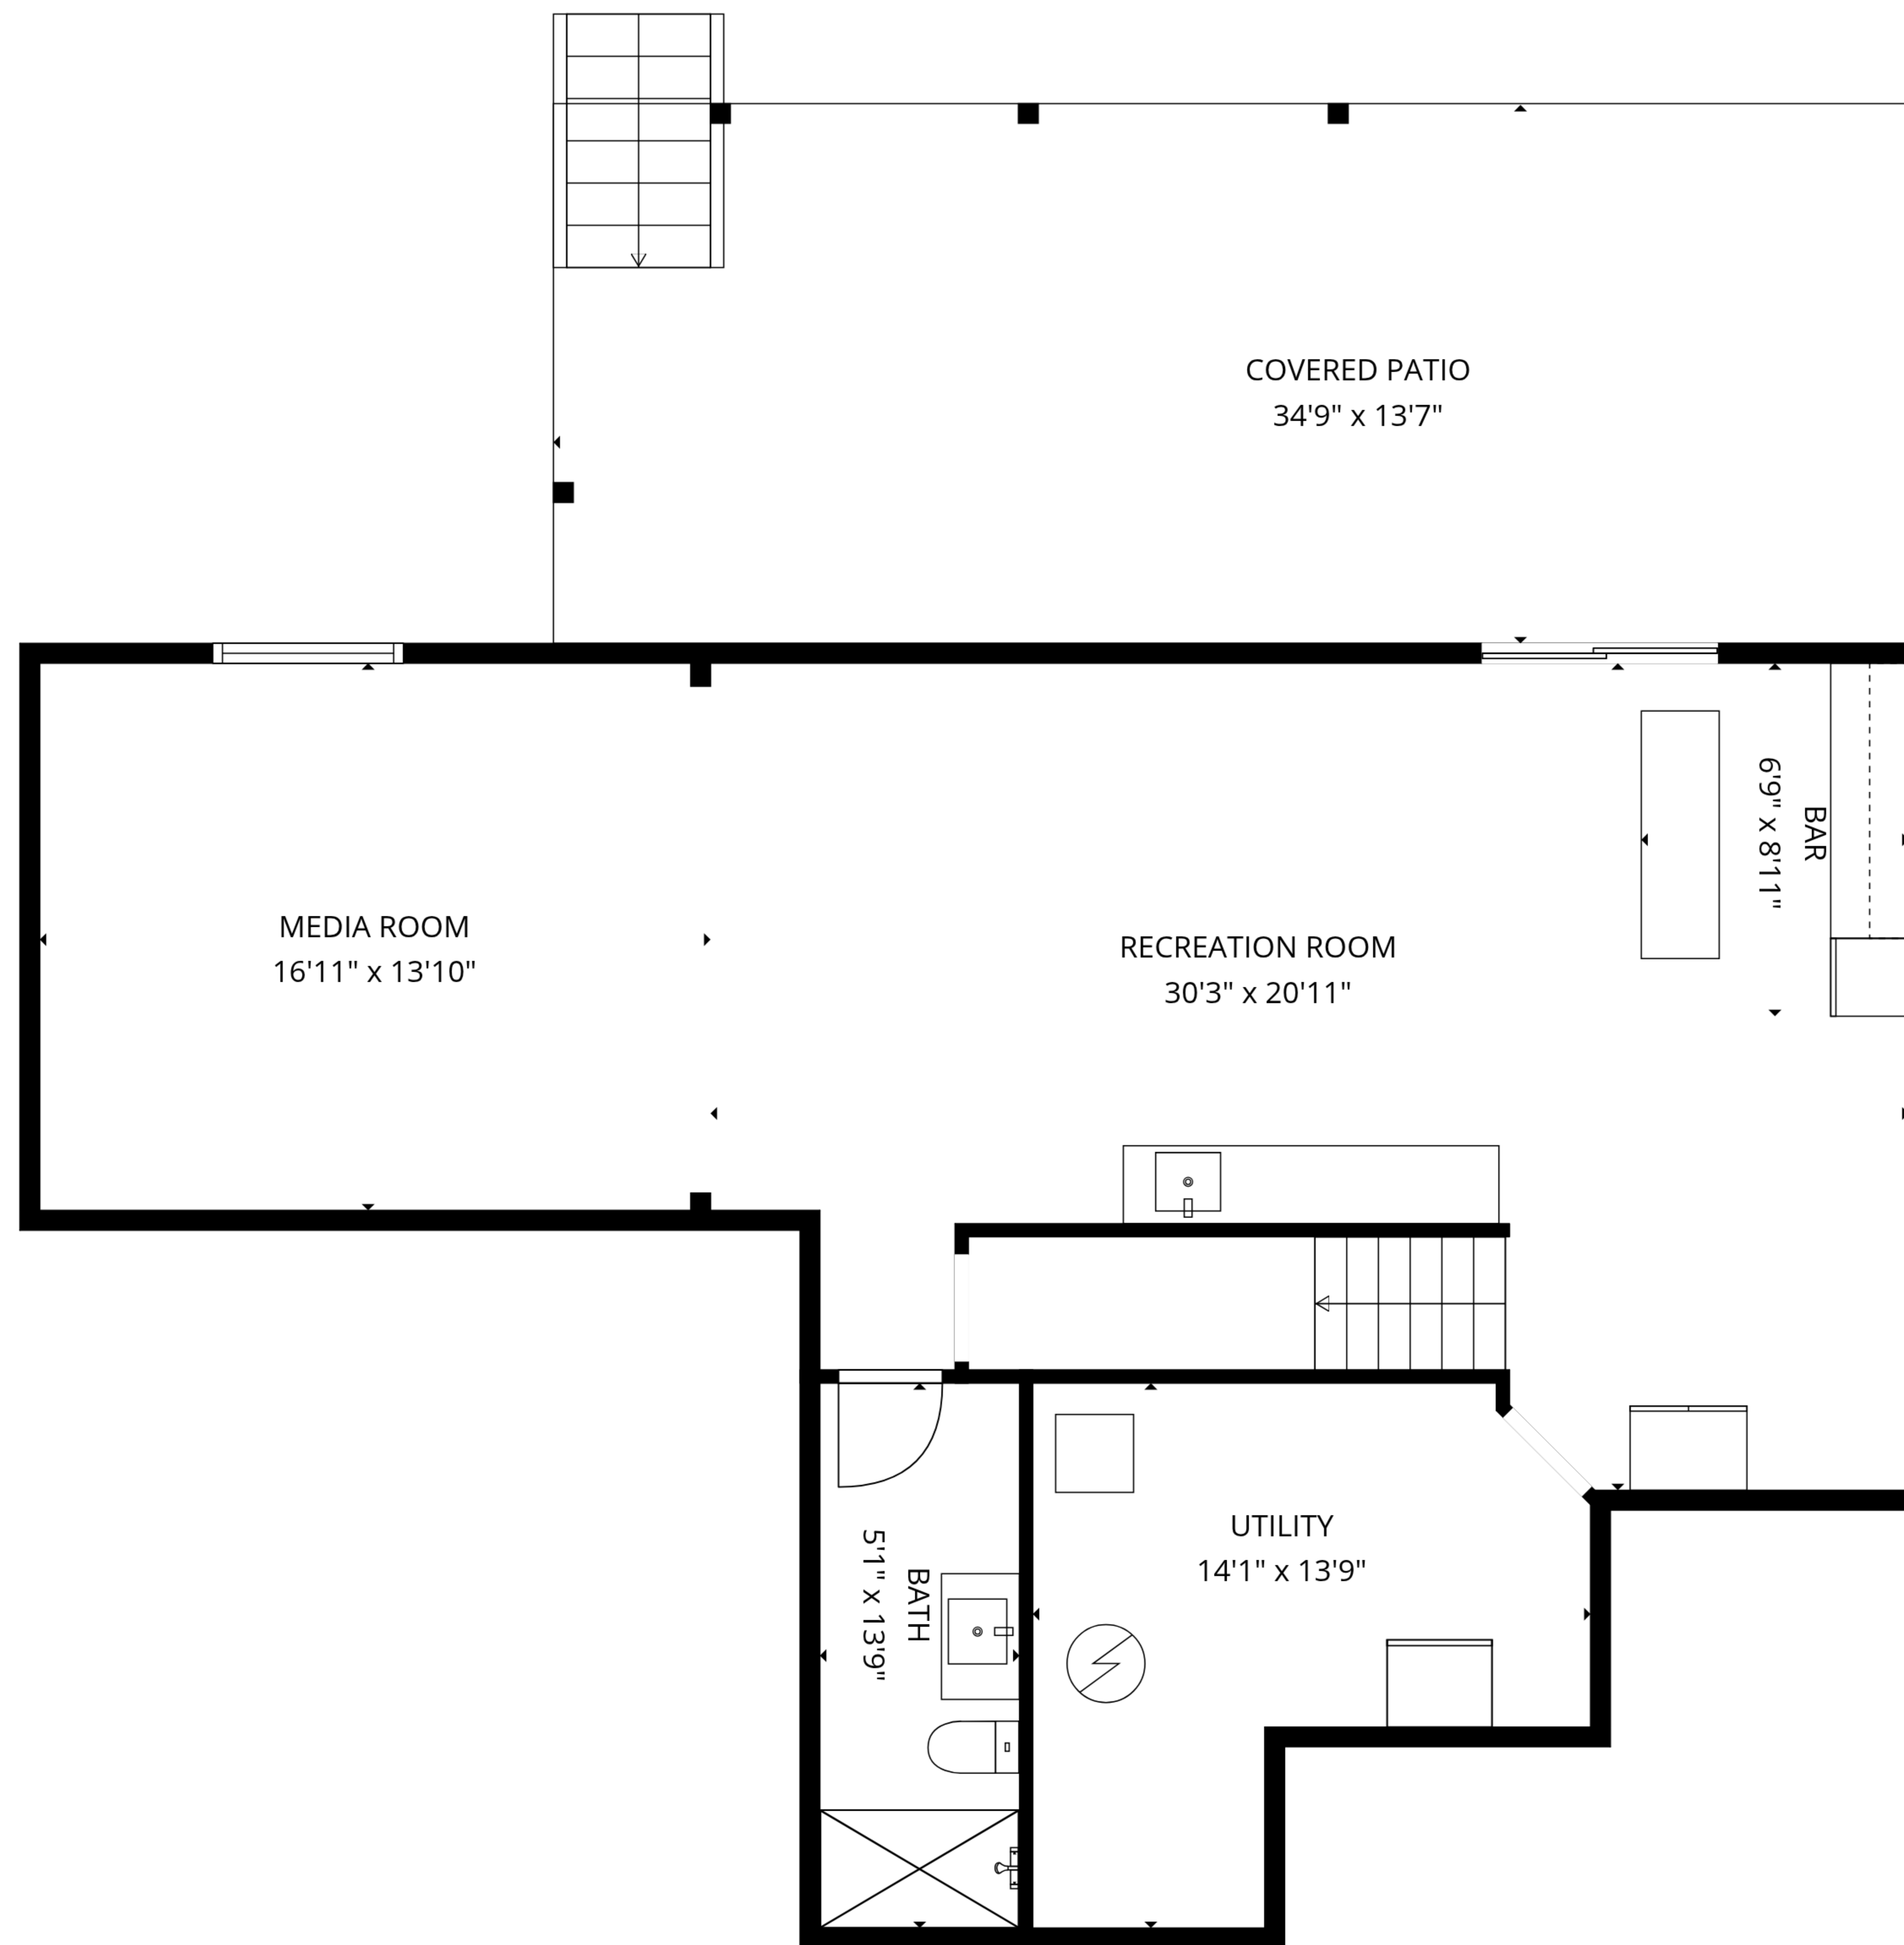 COVERED PATIO
34'9" x 13'7"
BAR
6'9" x 8'11"
MEDIA ROOM
16'11" x 13'10"
RECREATION ROOM
30'3" x 20'11"
UTILITY
14'1" x 13'9"
BATH
5'1" x 13'9"